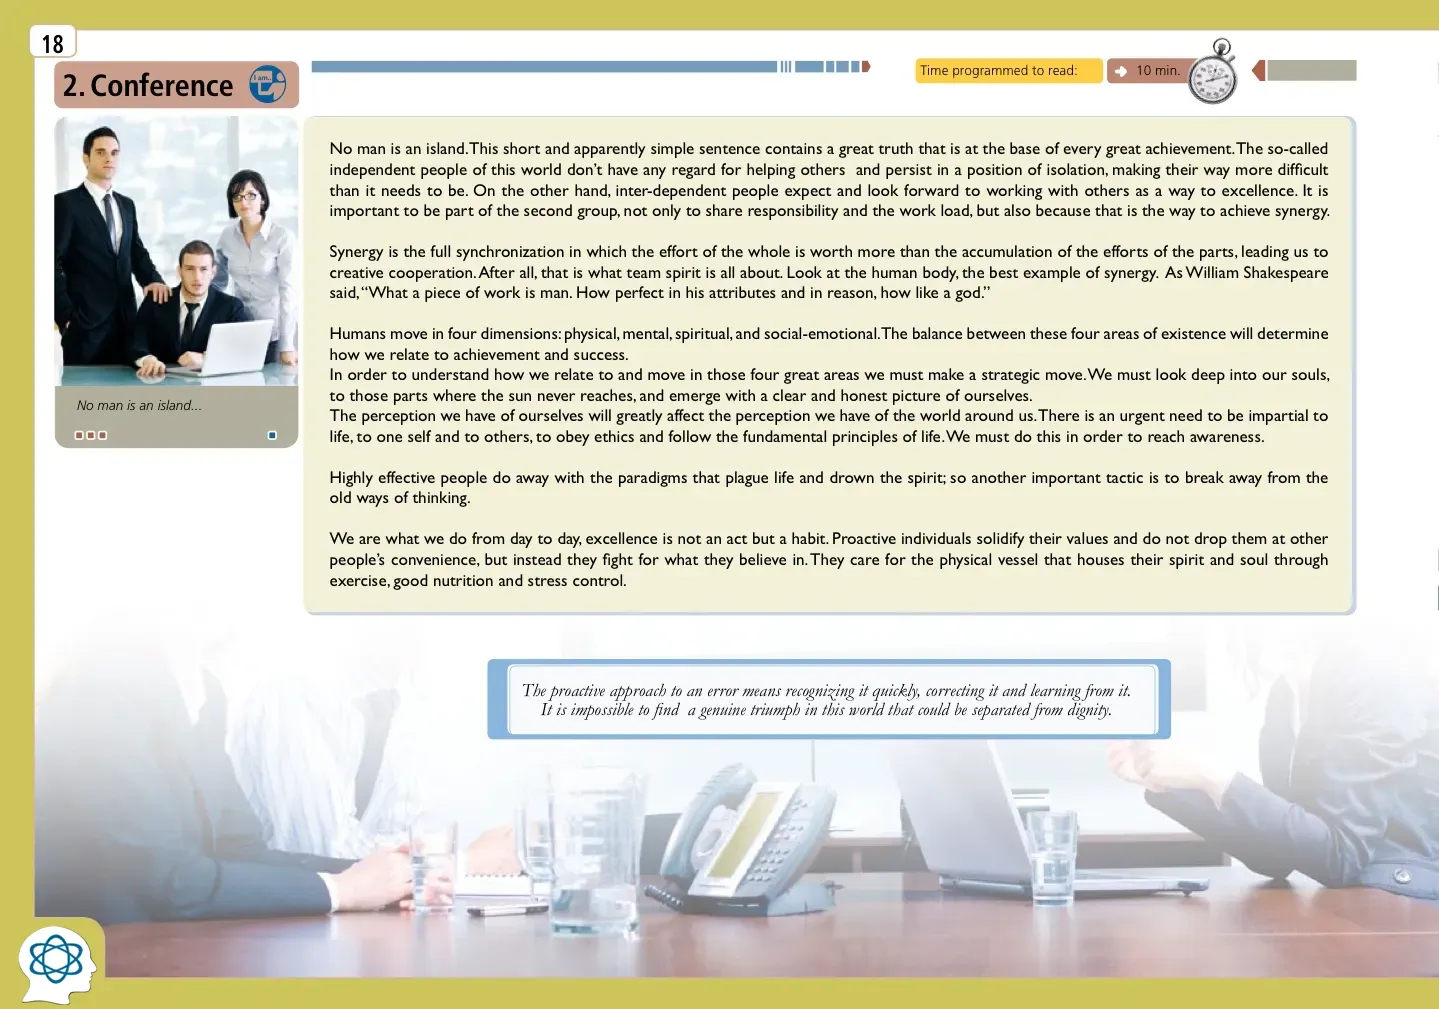 18
2. Conference
I am...
Time programmed to read:
10 min.
No man is an island...
No man is an island. This short and apparently simple sentence contains a great truth that is at the base of every great achievement. The so-called
independent people of this world don't have any regard for helping others and persist in a position of isolation, making their way more difficult
than it needs to be. On the other hand, inter-dependent people expect and look forward to working with others as a way to excellence. It is
important to be part of the second group, not only to share responsibility and the work load, but also because that is the way to achieve synergy.
Synergy is the full synchronization in which the effort of the whole is worth more than the accumulation of the efforts of the parts, leading us to
creative cooperation. After all, that is what team spirit is all about. Look at the human body, the best example of synergy. As William Shakespeare
said, “What a piece of work is man. How perfect in his attributes and in reason, how like a god.”
Humans move in four dimensions: physical, mental, spiritual, and social-emotional. The balance between these four areas of existence will determine
how we relate to achievement and success.
In order to understand how we relate to and move in those four great areas we must make a strategic move. We must look deep into our souls,
to those parts where the sun never reaches, and emerge with a clear and honest picture of ourselves.
The perception we have of ourselves will greatly affect the perception we have of the world around us. There is an urgent need to be impartial to
life, to one self and to others, to obey ethics and follow the fundamental principles of life. We must do this in order to reach awareness.
Highly effective people do away with the paradigms that plague life and drown the spirit; so another important tactic is to break away from the
old ways of thinking.
We are what we do from day to day, excellence is not an act but a habit. Proactive individuals solidify their values and do not drop them at other
people's convenience, but instead they fight for what they believe in. They care for the physical vessel that houses their spirit and soul through
exercise, good nutrition and stress control.
The proactive approach to an error means recognizing it quickly, correcting it and learning from it.
It is impossible to find a genuine triumph in this world that could be separated from dignity.